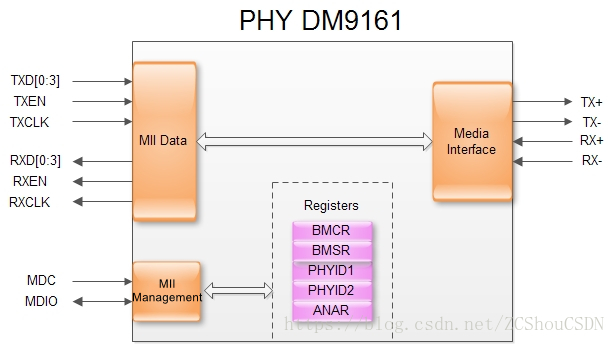 PHY DM9161
TXD[0:3]
TXEN
TXCLK
RXD[0:3]
RXEN
RXCLK
MII Data
Media
Interface
TX+
TX-
RX+
RX-
Registers
BMCR
BMSR
PHYID1
PHYID2
ANAR
MDC
MDIO
MII
Management
https://blog.csdn.net/ZCShouCSDN